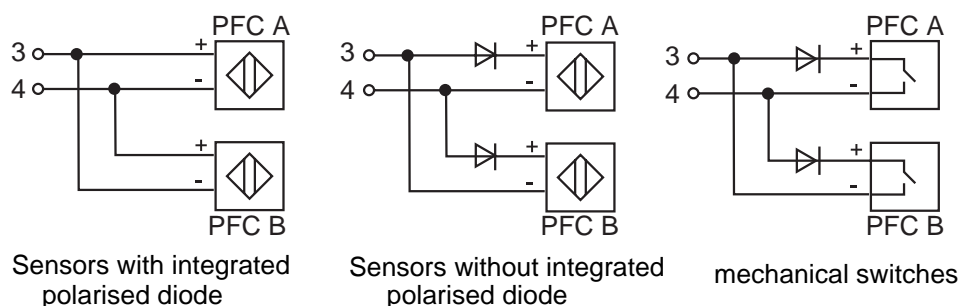 PFC A
3
+
4
-
+
-
PFC B
Sensors with integrated
polarised diode
PFC A
3
+
4
-
+
-
PFC B
Sensors without integrated
polarised diode
PFC A
3
+
4
-
+
-
PFC B
mechanical switches